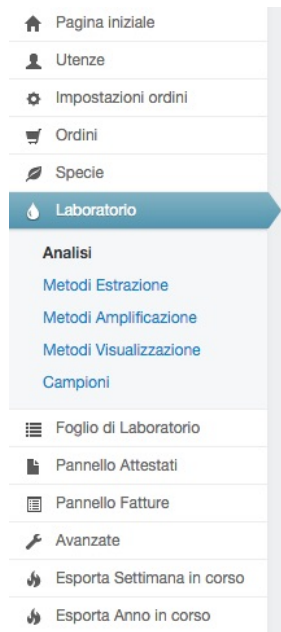 Pagina iniziale
Utenze
Impostazioni ordini
Ordini
Specie
Laboratorio
Analisi
Metodi Estrazione
Metodi Amplificazione
Metodi Visualizzazione
Campioni
Foglio di Laboratorio
Pannello Attestati
Pannello Fatture
Avanzate
Esporta Settimana in corso
Esporta Anno in corso